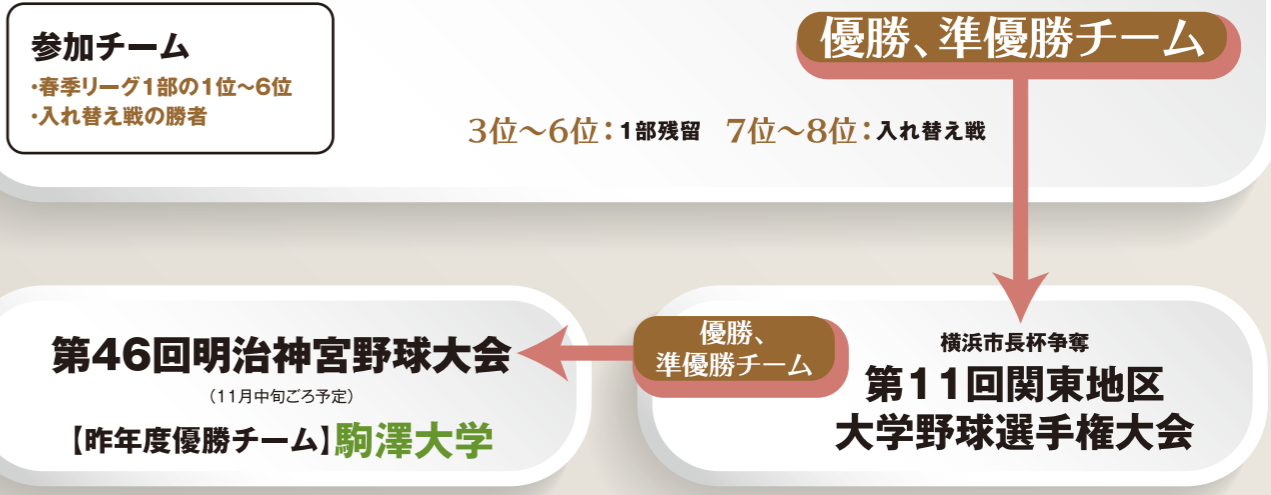 参加チーム
・春季リーグ1部の1位〜6位
・入れ替え戦の勝者
優勝、準優勝チーム
3位〜6位：1部残留 7位〜8位：入れ替え戦
優勝、
準優勝チーム
横浜市長杯争奪
第11回関東地区
大学野球選手権大会
第46回明治神宮野球大会
（11月中旬ごろ予定）
【昨年度優勝チーム】駒澤大学